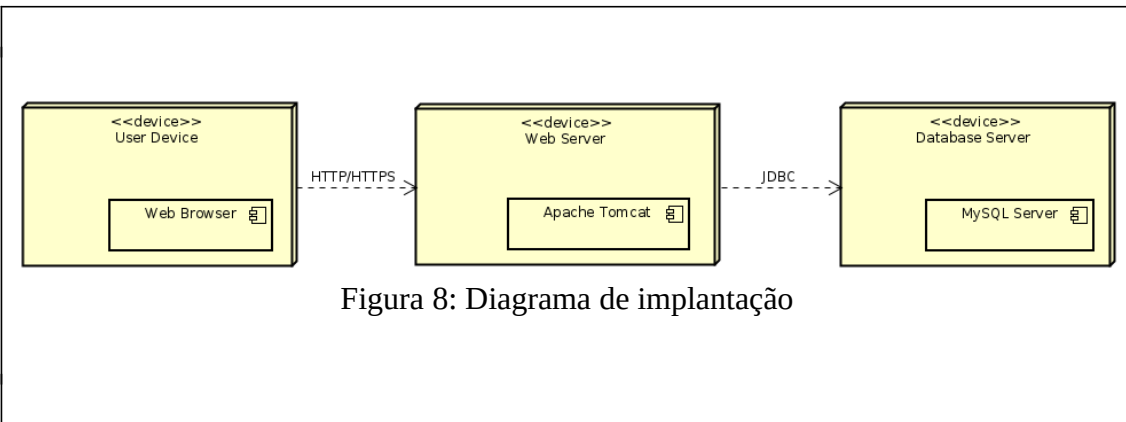 <<device>>
User Device
Web Browser
HTTP/HTTPS
<<device>>
Web Server
Apache Tomcat
JDBC
<<device>>
Database Server
MySQL Server
Figura 8: Diagrama de implantação